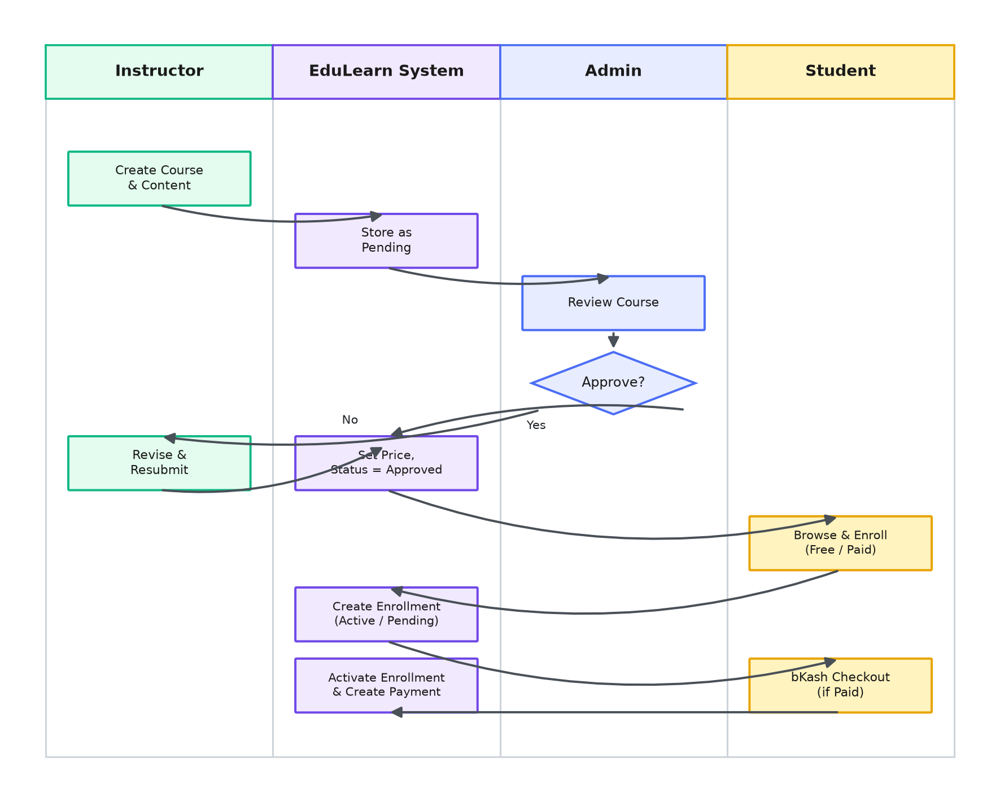 Instructor
EduLearn System
Admin
Student
Create Course
& Content
Store as
Pending
Review Course
Approve?
No
Yes
Revise &
Resubmit
Set Price,
Status = Approved
Browse & Enroll
(Free / Paid)
Create Enrollment
(Active / Pending)
Activate Enrollment
& Create Payment
bKash Checkout
(if Paid)